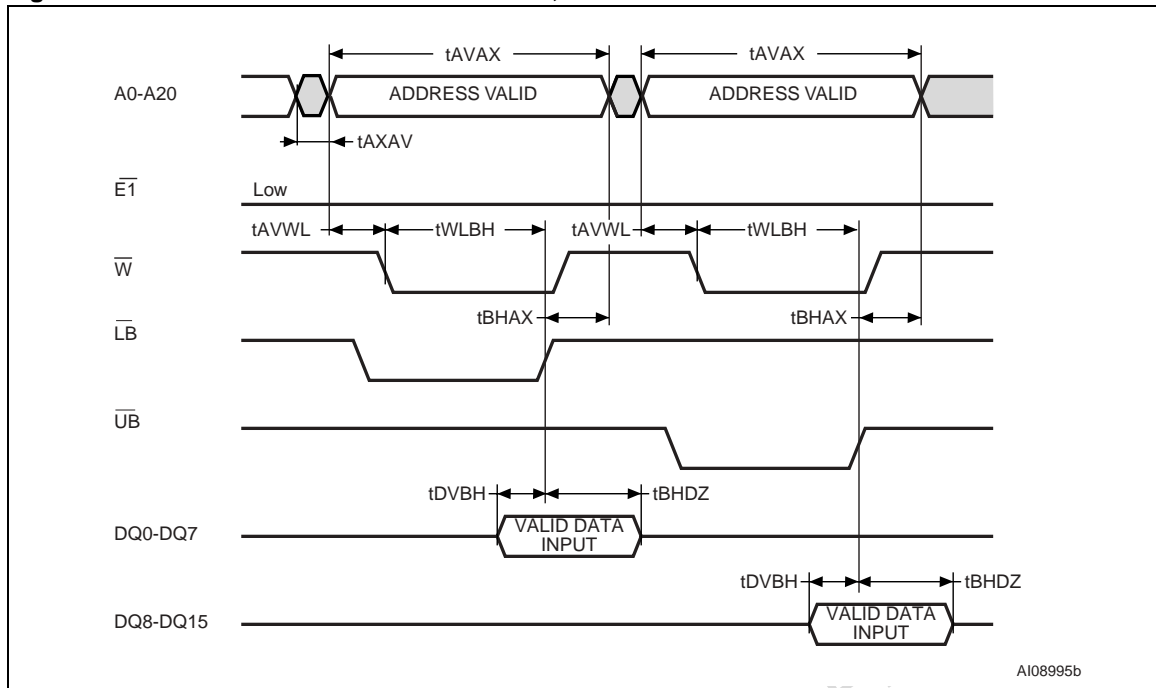 tAVAX tAVAX
A0-A20 ADDRESS VALID ADDRESS VALID
tAXAV
E1 Low
tAVWL tWLBH tAVWL tWLBH
W
tBHAX tBHAX
LB
UB
tDVBH tBHDZ
DQ0-DQ7 VALID DATA
INPUT
tDVBH tBHDZ
DQ8-DQ15 VALID DATA
INPUT
AI08995b